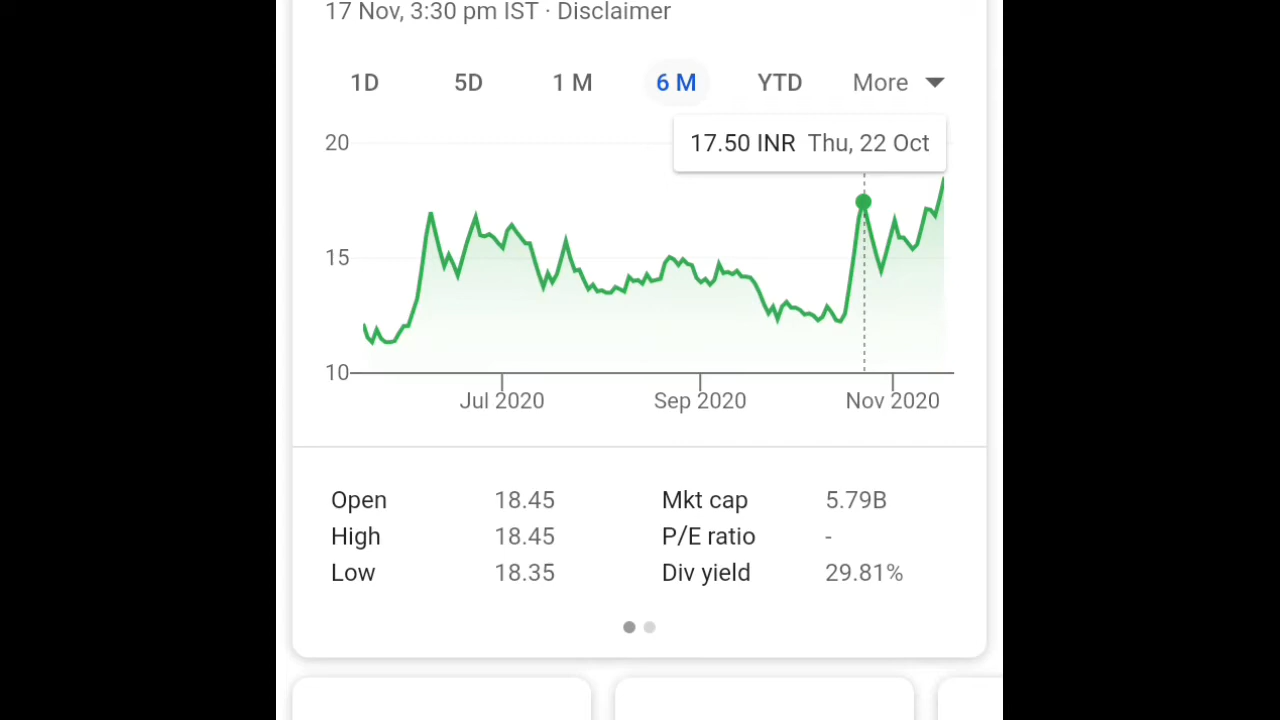 17 Nov, 3:30 pm IST · Disclaimer
1D 5D 1 M 6 M YTD More
17.50 INR Thu, 22 Oct
20
15
10
Jul 2020 Sep 2020 Nov 2020
Open 18.45 Mkt cap 5.79B
High 18.45 P/E ratio -
Low 18.35 Div yield 29.81%